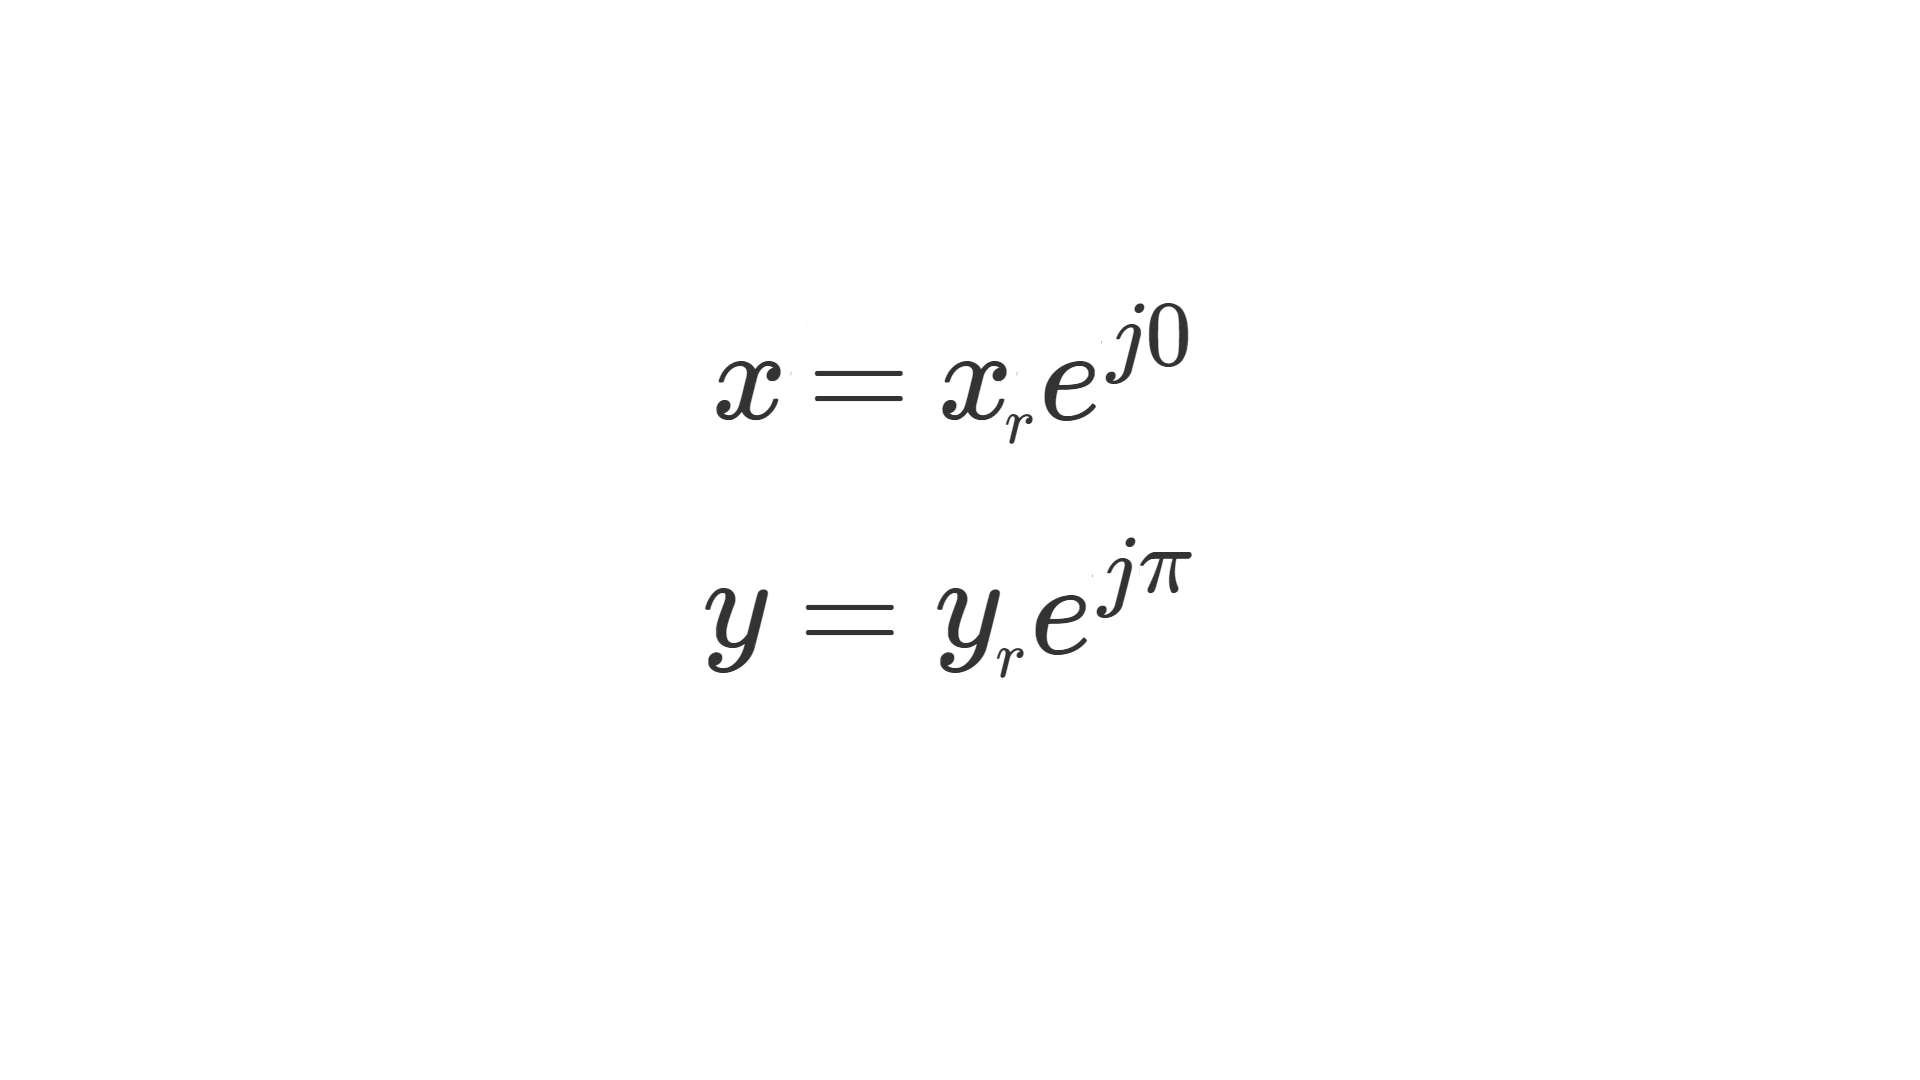 x = x_r e^{j0}
y = y_r e^{jπ}